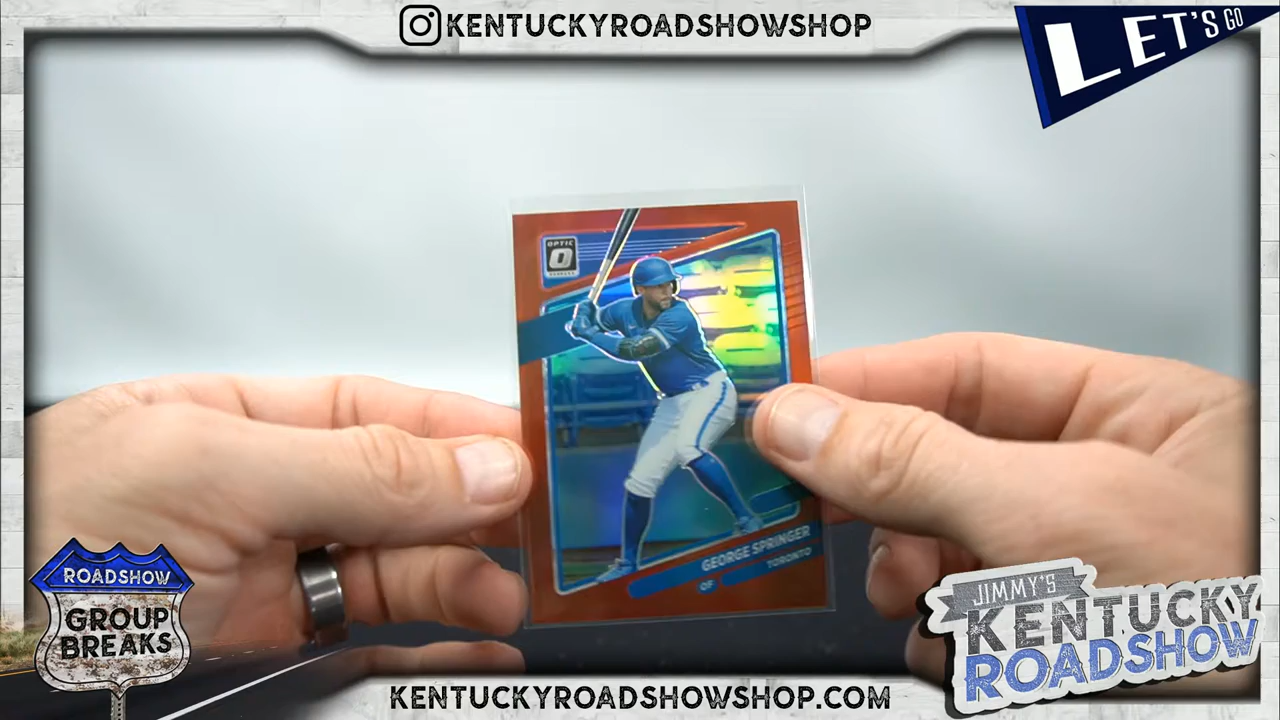 KENTUCKYROADSHOWSHOP
LET'S GO
OPTIC
GEORGE SPRINGER
OF
TORONTO
ROADSHOW
GROUP
BREAKS
JIMMY'S
KENTUCKY
ROADSHOW
KENTUCKYROADSHOWSHOP.COM